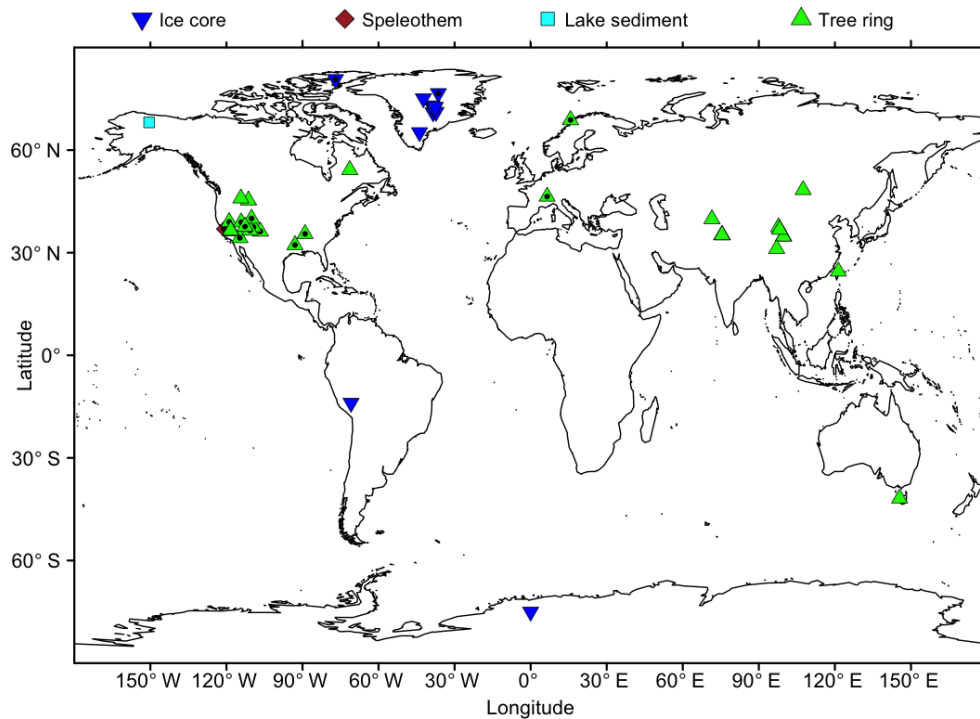 Ice core Speleothem Lake sediment Tree ring
60° N
30° N
0°
30° S
60° S
Latitude
150° W 120° W 90° W 60° W 30° W 0° 30° E 60° E 90° E 120° E 150° E
Longitude